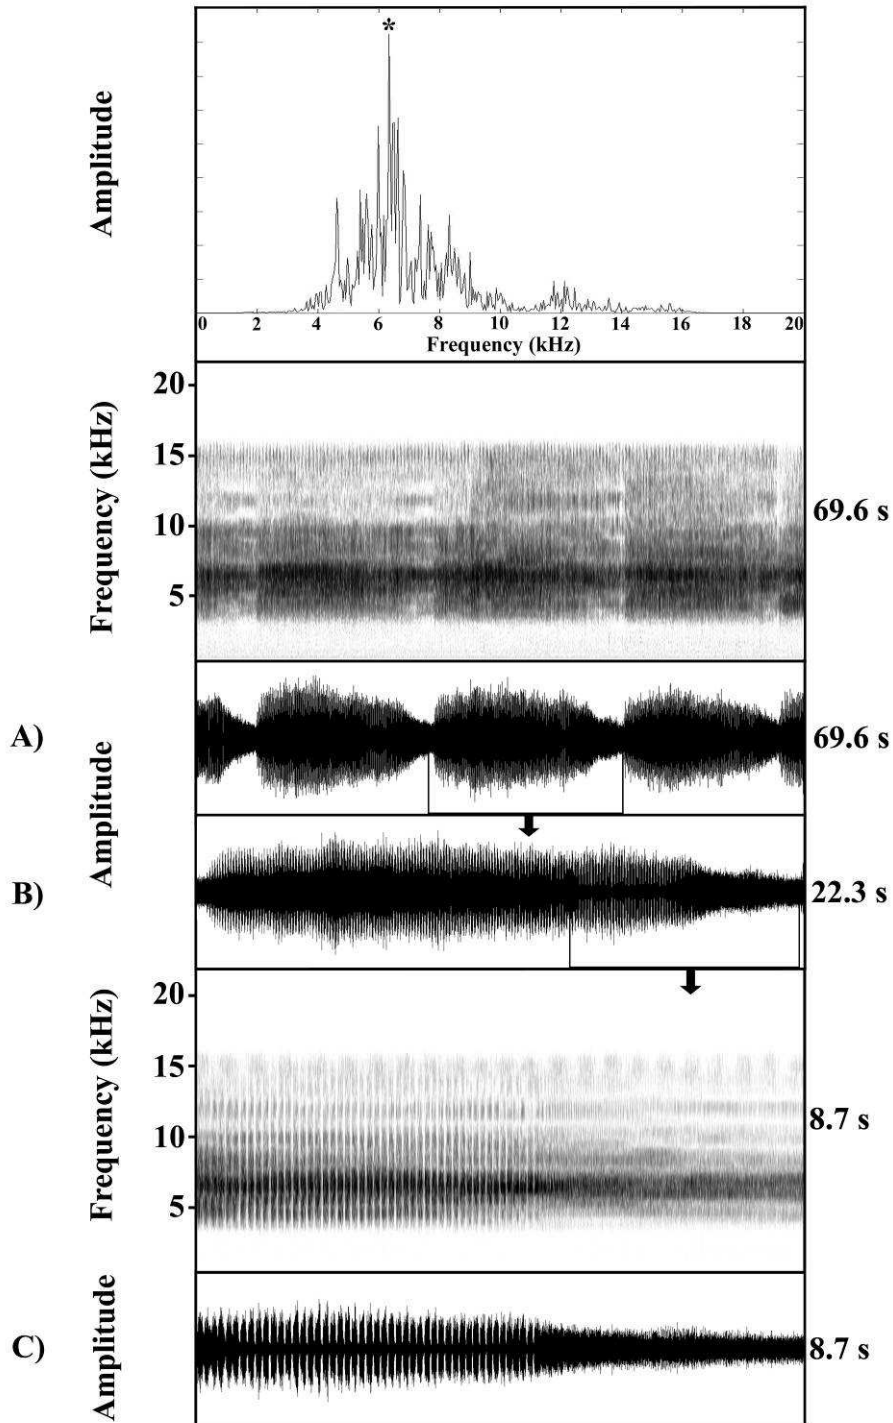 *
Amplitude
0 2 4 6 8 10 12 14 16 18 20
Frequency (kHz)
Frequency (kHz)
20
15
10
5
69.6 s
A)
69.6 s
Amplitude
B)
22.3 s
Frequency (kHz)
20
15
10
5
8.7 s
Amplitude
C)
8.7 s